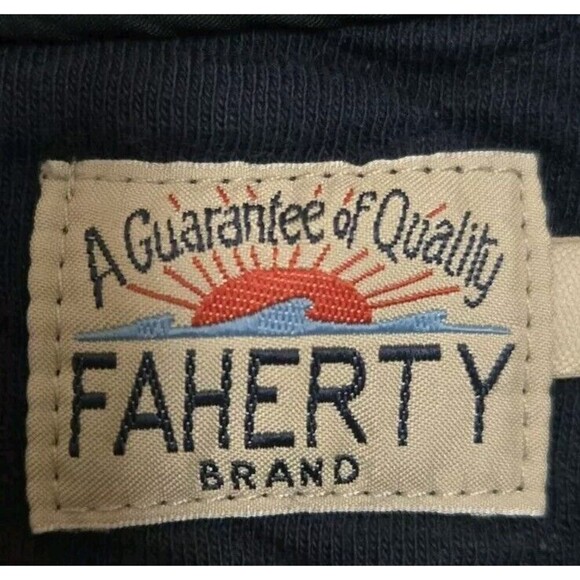 A Guarantee of Quality
FAHERTY
BRAND